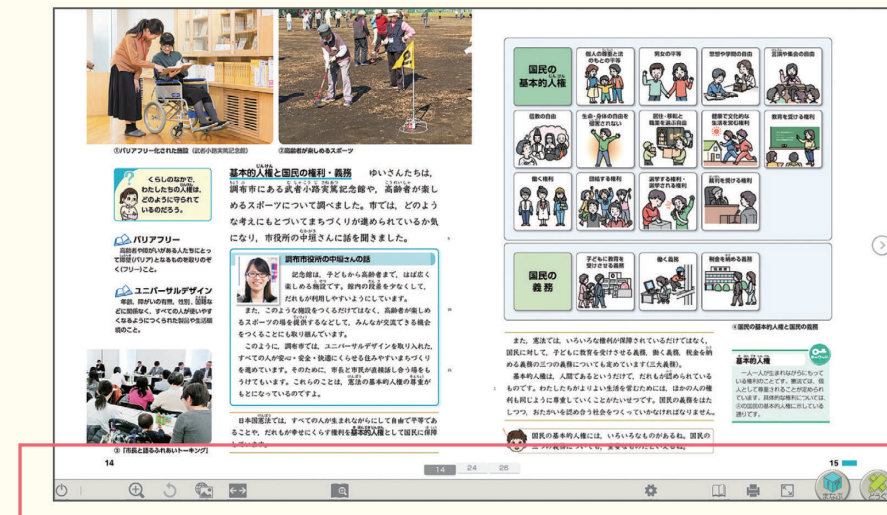 ①バリアフリー化された施設（武者小路実篤記念館）
②高齢者が楽しめるスポーツ
くらしのなかで、
わたしたちの人権は、
どのように守られて
いるのだろう。
バリアフリー
高齢者や障がいがある人たちにとっ
て障壁(バリア)となるものを取りのぞ
く(フリー)こと。
ユニバーサルデザイン
年齢、障がいの有無、性別、国籍な
どに関係なく、すべての人が使いやす
くなるようにつくられた製品や生活環
境のこと。
③「市長と語るふれあいトーキング」
14
基本的人権と国民の権利・義務　ゆいさんたちは、
調布市にある武者小路実篤記念館や、高齢者が楽し
めるスポーツについて調べました。市では、どのよう
な考えにもとづいてまちづくりが進められているか気
になり、市役所の中垣さんに話を聞きました。
調布市役所の中垣さんの話
記念館は、子どもから高齢者まで、はば広く
楽しめる施設です。館内の段差を少なくして、
だれもが利用しやすいようにしています。
また、このような施設をつくるだけではなく、高齢者が楽し
めるスポーツの場を提供するなどして、みんなが交流できる機会
をつくることにも取り組んでいます。
このように、調布市では、ユニバーサルデザインを取り入れた、
すべての人が安心・安全・快適にくらせる住みやすいまちづくり
を進めています。そのために、市長と市民が直接話し合う場をも
うけてもいます。これらのことは、憲法の基本的人権の尊重が
もとになっているのですよ。
日本国憲法では、すべての人が生まれながらにして自由で平等であ
ることや、だれもが幸せにくらす権利を基本的人権として国民に保障
しています。
国民の
基本的人権
個人の尊重と法
のもとの平等
男女の平等
思想や学問の自由
言論や集会の自由
信教の自由
生命・身体の自由を
侵害されない
居住・移転と
職業を選ぶ自由
健康で文化的な
生活を営む権利
教育を受ける権利
働く権利
団結する権利
選挙する権利・
選挙される権利
裁判を受ける権利
国民の
義務
子どもに教育を
受けさせる義務
働く義務
税金を納める義務
④国民の基本的人権と国民の義務
また、憲法では、いろいろな権利が保障されているだけではなく、
国民に対して、子どもに教育を受けさせる義務、働く義務、税金を納
める義務の三つの義務についても定めています(三大義務)。
基本的人権は、人間であるというだけで、だれもが認められている
ものです。わたしたちがよりよい生活を営むためには、ほかの人の権
利も同じように尊重していくことがたいせつです。国民の義務をはた
しつつ、おたがいを認め合う社会をつくっていかなければなりません。
基本的人権
一人一人が生まれながらにもって
いる権利のことです。憲法では、個
人として尊重されることが定められ
ています。具体的な権利については、
④の国民の基本的人権に示している
通りです。
国民の基本的人権には、いろいろなものがあるね。国民の
三つの義務についても、重要なものだといえるね。
15
14 24 26
まなぶ
どうぐ